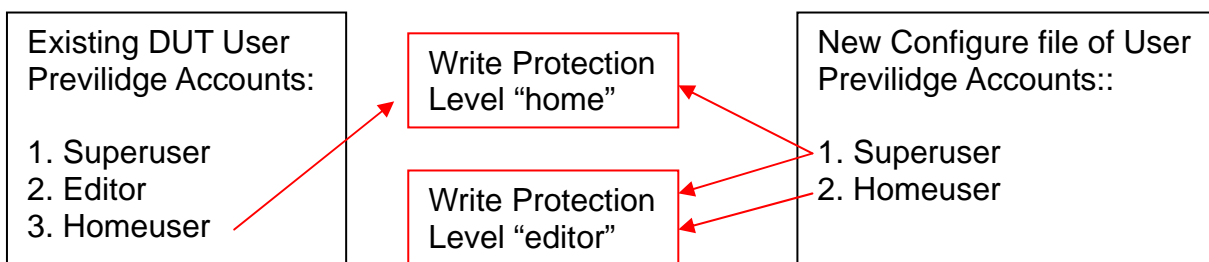 Existing DUT User
Previlidge Accounts:
1. Superuser
2. Editor
3. Homeuser
Write Protection
Level “home”
Write Protection
Level “editor”
New Configure file of User
Previlidge Accounts::
1. Superuser
2. Homeuser